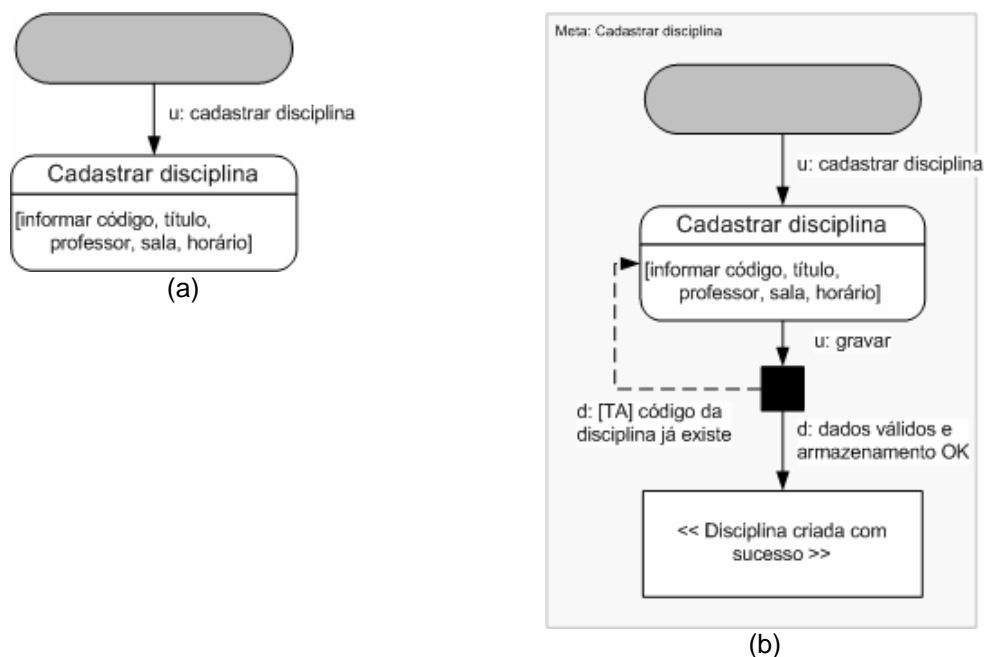 u: cadastrar disciplina
Cadastrar disciplina
[informar código, título,
professor, sala, horário]
(a)
Meta: Cadastrar disciplina
u: cadastrar disciplina
Cadastrar disciplina
[informar código, título,
professor, sala, horário]
u: gravar
d: [TA] código da
disciplina já existe
d: dados válidos e
armazenamento OK
<< Disciplina criada com
sucesso >>
(b)